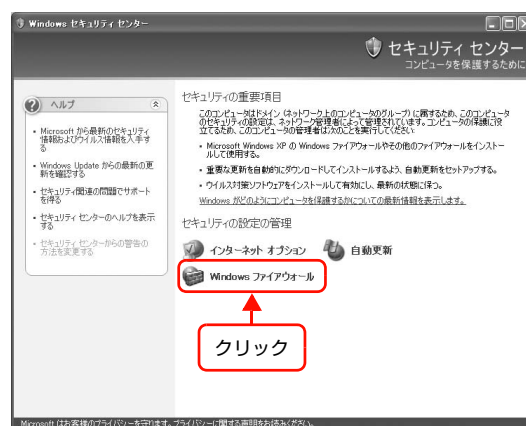 Windows セキュリティ センター
セキュリティ センター
コンピュータを保護するために
ヘルプ
• Microsoft から最新のセキュリティ
情報およびウイルス情報を入手す
る
• Windows Update からの最新の更
新を確認する
• セキュリティ関連の問題でサポート
を得る
• セキュリティ センターのヘルプを表示
する
• セキュリティ センターからの警告の
方法を変更する
セキュリティの重要項目
このコンピュータはドメイン (ネットワーク上のコンピュータのグループ) に属するため、このコンピュータ
のセキュリティの設定は、ネットワーク管理者によって管理されています。コンピュータの保護に役
立てるため、このコンピュータの管理者は次のことを実行してください:
• Microsoft Windows XP の Windows ファイアウォールやその他のファイアウォールをインストー
ルして使用する。
• 重要な更新を自動的にダウンロードしてインストールするよう、自動更新をセットアップする。
• ウイルス対策ソフトウェアをインストールして有効にし、最新の状態に保つ。
Windows がどのようにコンピュータを保護するかについての最新情報を表示します。
セキュリティの設定の管理
インターネット オプション
自動更新
Windows ファイアウォール
クリック
Microsoft はお客様のプライバシーを守ります。プライバシーに関する声明をお読みください。